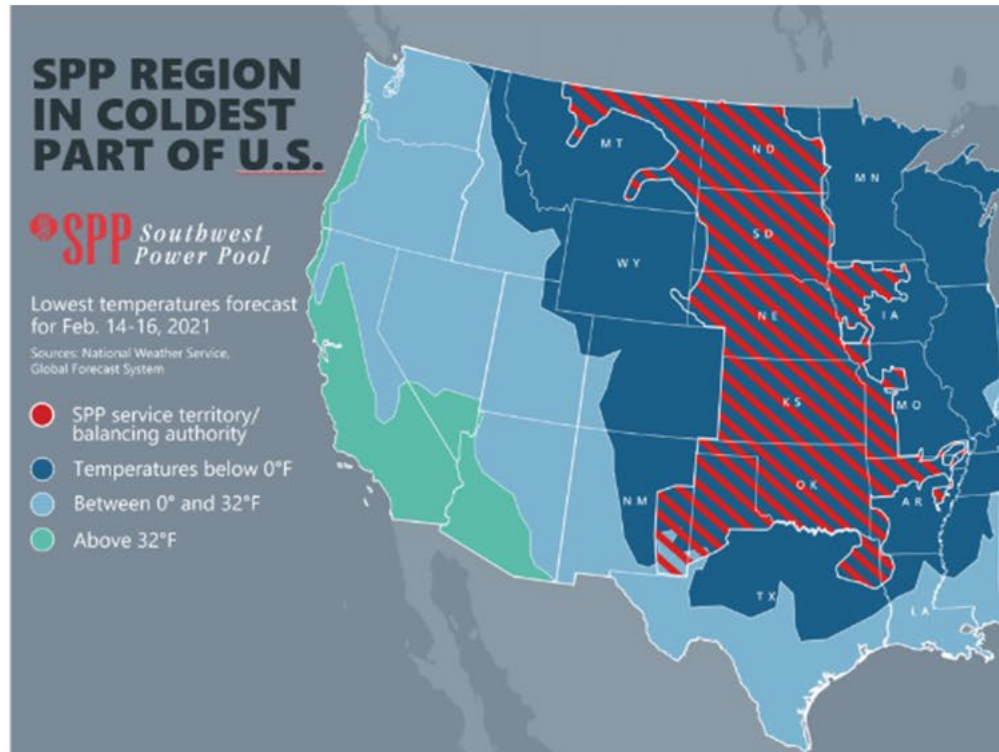 SPP REGION
IN COLDEST
PART OF U.S.
SPP Southwest
Power Pool
Lowest temperatures forecast
for Feb. 14-16, 2021
Sources: National Weather Service,
Global Forecast System
SPP service territory/
balancing authority
Temperatures below 0°F
Between 0° and 32°F
Above 32°F
MT
ND
MN
SD
WY
NE
IA
KS
MO
NM
OK
AR
TX
LA